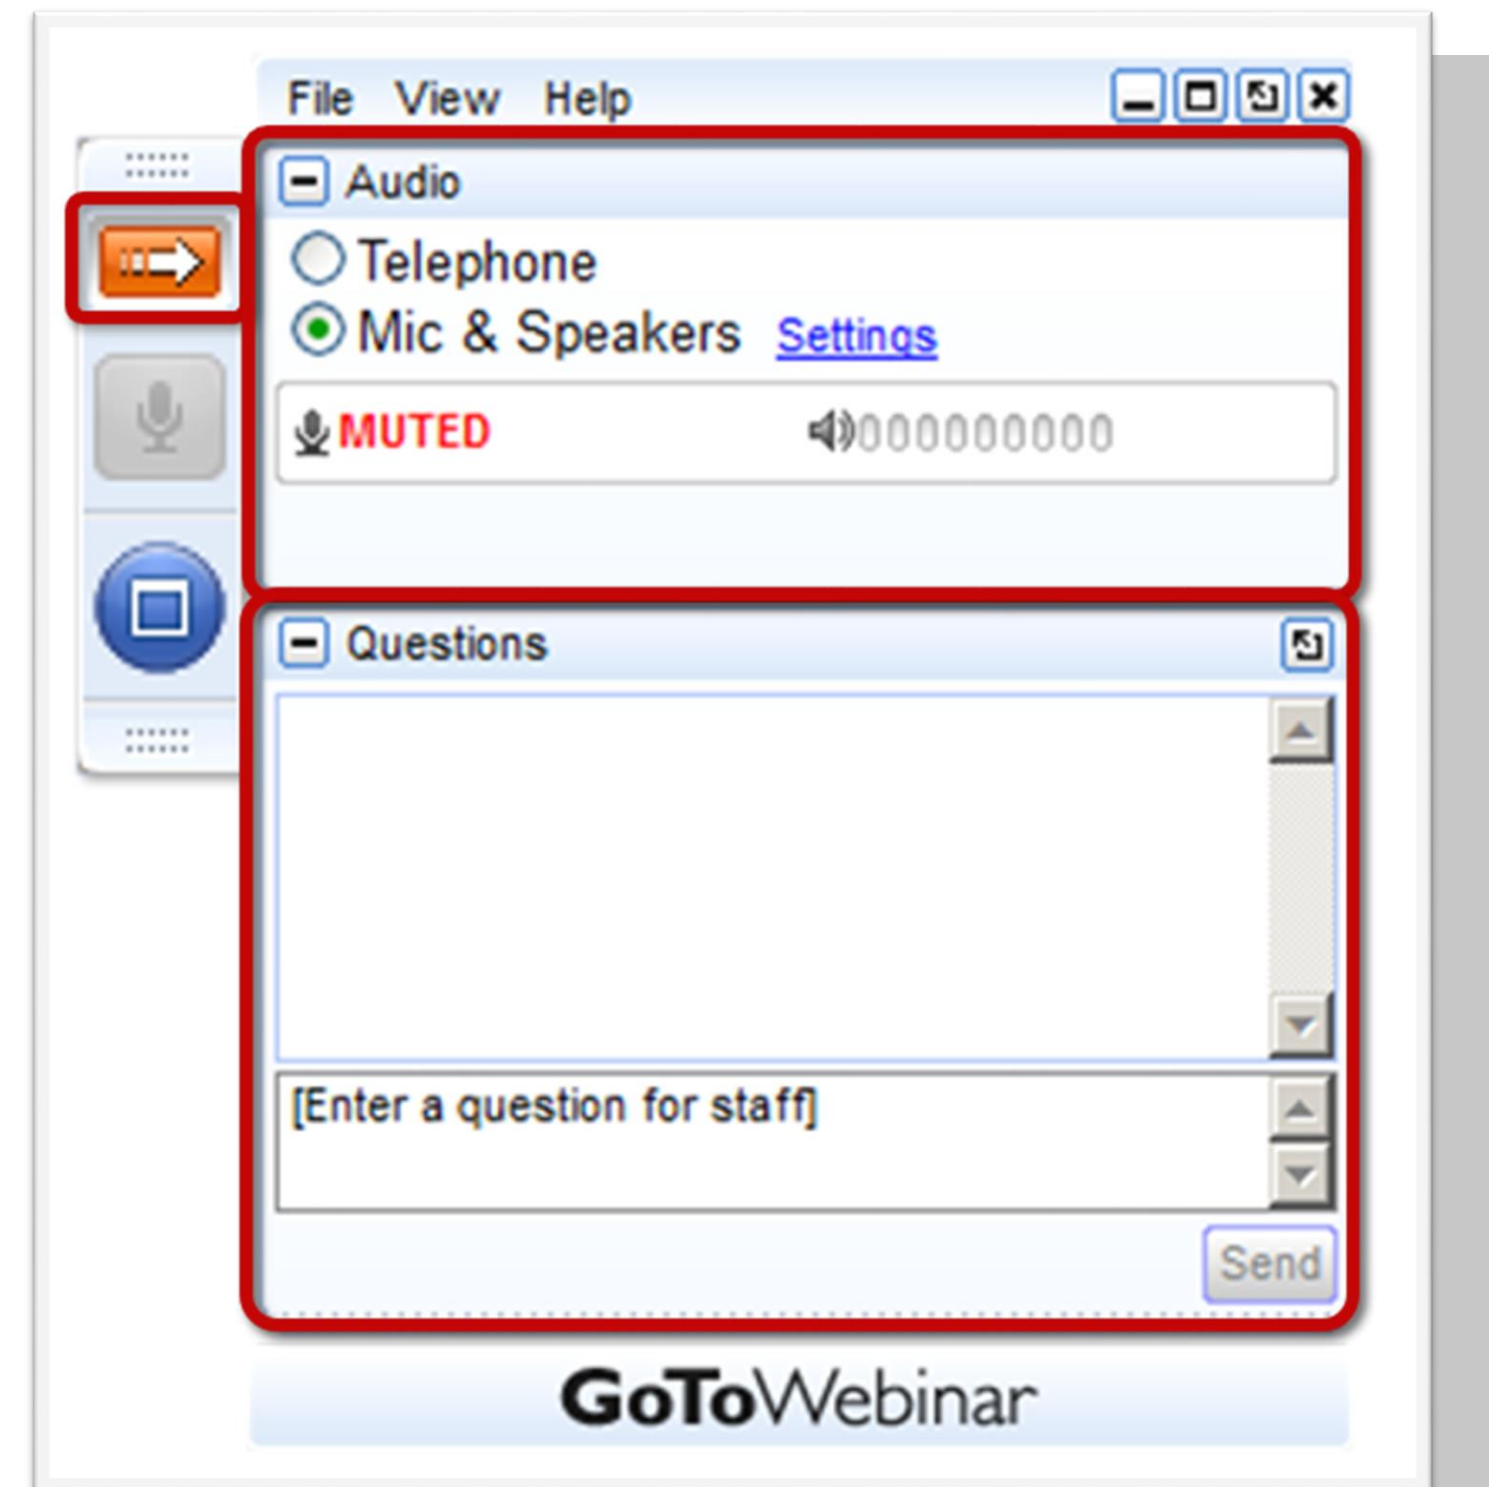 File View Help
Audio
Telephone
Mic & Speakers Settings
MUTED
Questions
[Enter a question for staff]
Send
GoToWebinar